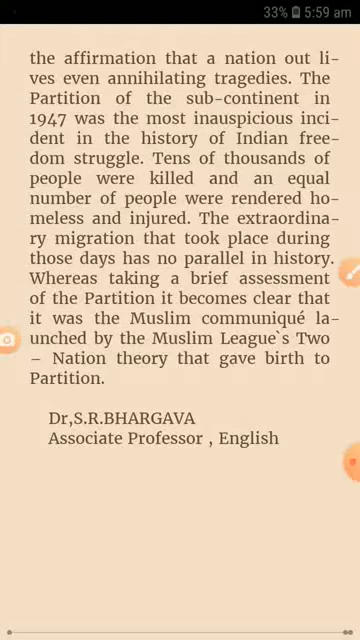 33% 5:59 am
the affirmation that a nation out li-
ves even annihilating tragedies. The
Partition of the sub-continent in
1947 was the most inauspicious inci-
dent in the history of Indian free-
dom struggle. Tens of thousands of
people were killed and an equal
number of people were rendered ho-
meless and injured. The extraordina-
ry migration that took place during
those days has no parallel in history.
Whereas taking a brief assessment
of the Partition it becomes clear that
it was the Muslim communiqué la-
unched by the Muslim League`s Two
– Nation theory that gave birth to
Partition.
Dr,S.R.BHARGAVA
Associate Professor , English